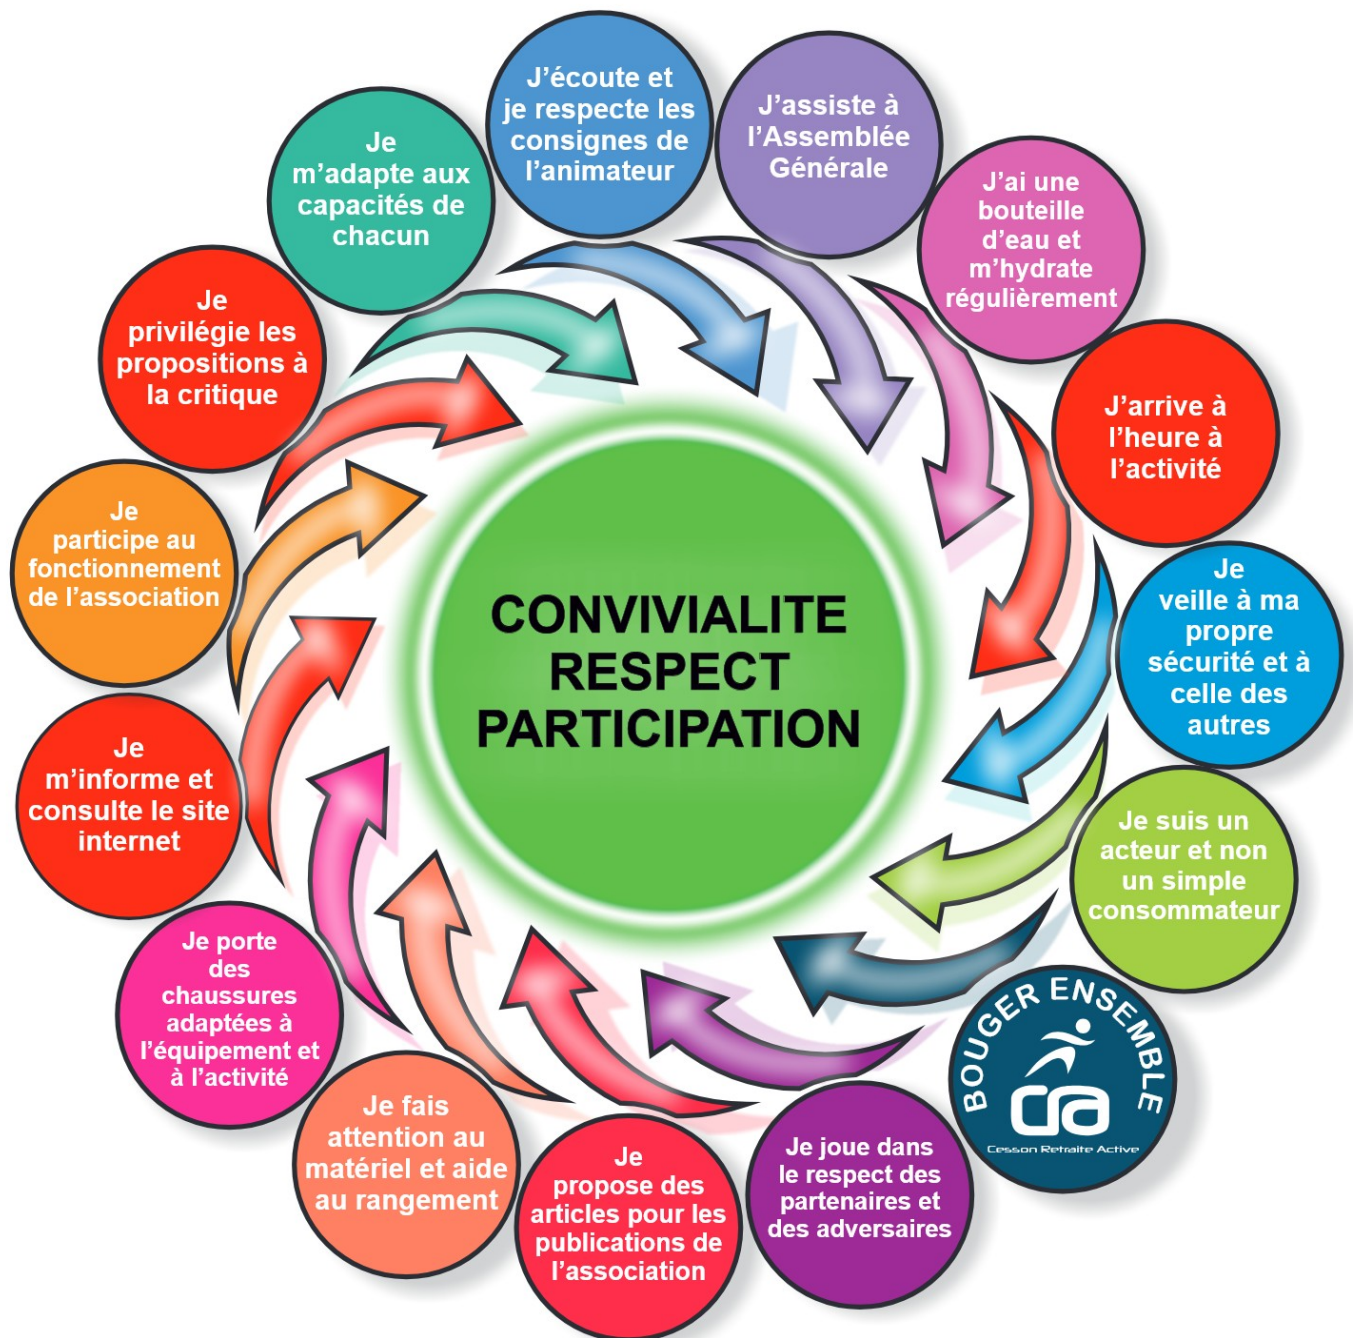 J'écoute et
je respecte les
consignes de
l'animateur
J'assiste à
l'Assemblée
Générale
J'ai une
bouteille
d'eau et
m'hydrate
régulièrement
J'arrive à
l'heure à
l'activité
Je
veille à ma
propre
sécurité et à
celle des
autres
Je suis un
acteur et non
un simple
consommateur
BOUGER ENSEMBLE
cra
Cesson Retraite Active
Je joue dans
le respect des
partenaires et
des adversaires
Je
propose des
articles pour les
publications de
l'association
Je fais
attention au
matériel et aide
au rangement
Je porte
des
chaussures
adaptées à
l'équipement et
à l'activité
Je
m'informe et
consulte le site
internet
Je
participe au
fonctionnement
de l'association
Je
privilégie les
propositions à
la critique
Je
m'adapte aux
capacités de
chacun
CONVIVIALITE
RESPECT
PARTICIPATION